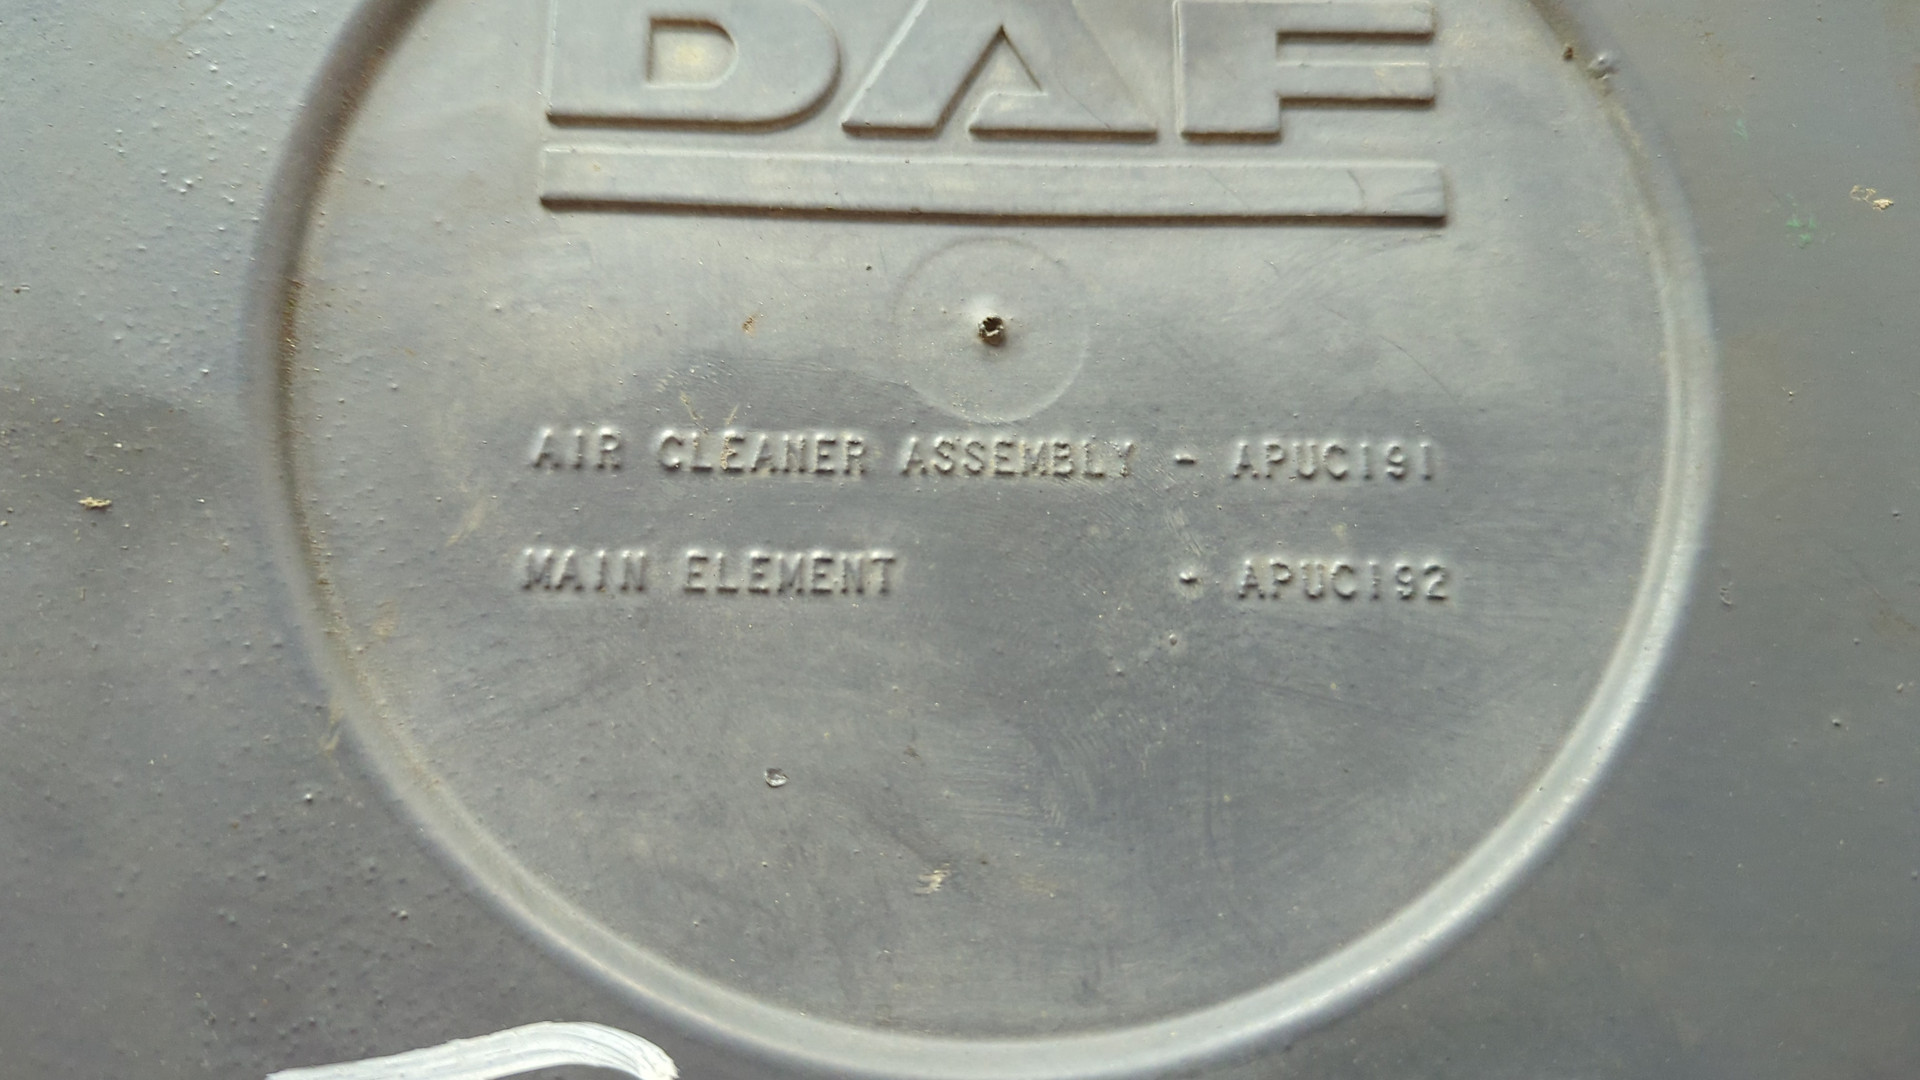 DAF
AIR CLEANER ASSEMBLY - APUC191
MAIN ELEMENT - APUC192